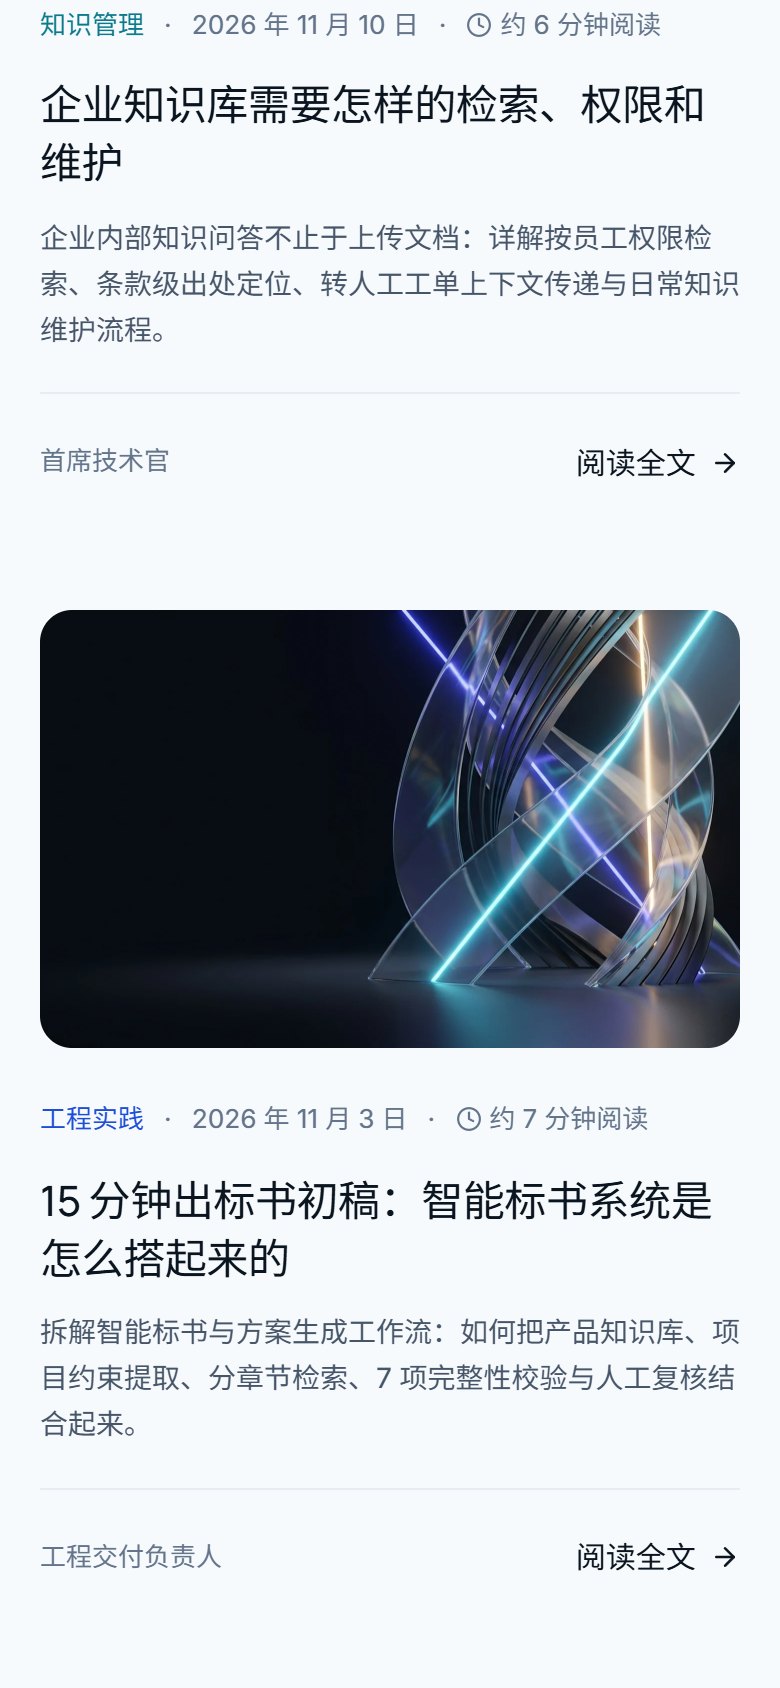 知识管理 · 2026 年 11 月 10 日 · 约 6 分钟阅读
企业知识库需要怎样的检索、权限和
维护
企业内部知识问答不止于上传文档：详解按员工权限检
索、条款级出处定位、转人工工单上下文传递与日常知识
维护流程。
首席技术官 阅读全文 →
工程实践 · 2026 年 11 月 3 日 · 约 7 分钟阅读
15 分钟出标书初稿：智能标书系统是
怎么搭起来的
拆解智能标书与方案生成工作流：如何把产品知识库、项
目约束提取、分章节检索、7 项完整性校验与人工复核结
合起来。
工程交付负责人 阅读全文 →